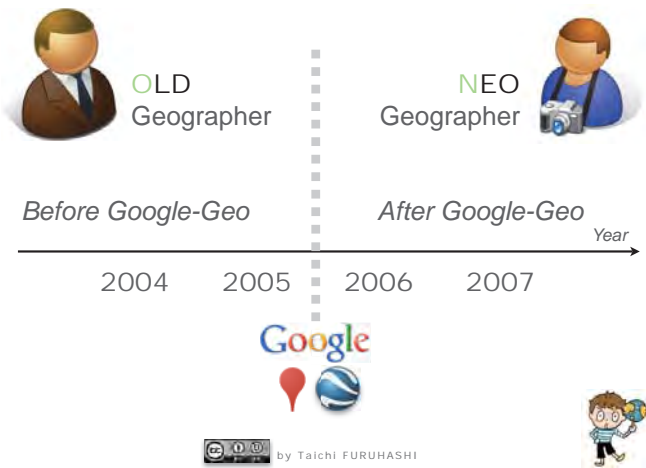 OLD
Geographer
NEO
Geographer
Before Google-Geo
After Google-Geo
Year
2004 2005 2006 2007
Google
by Taichi FURUHASHI